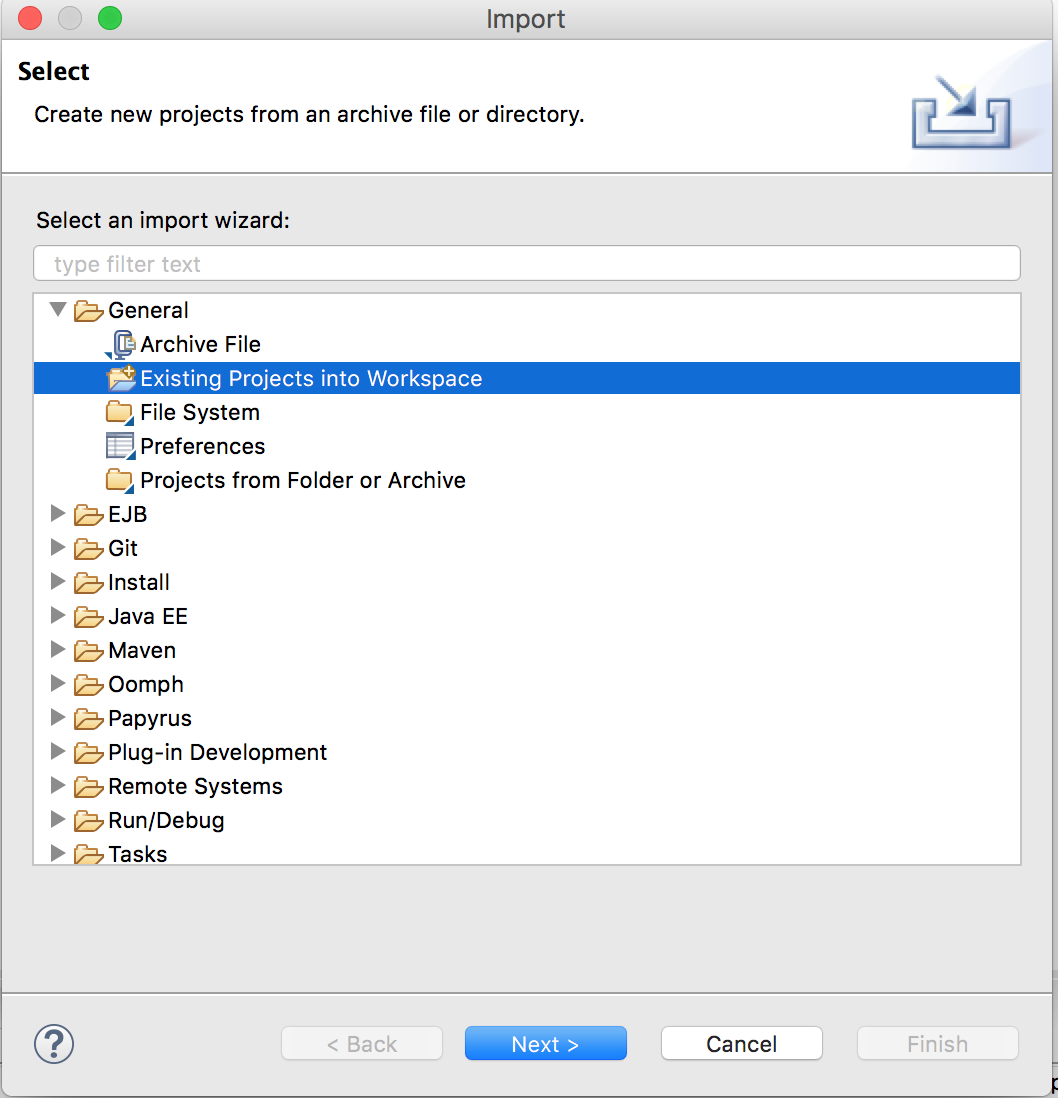 Import
Select
Create new projects from an archive file or directory.
Select an import wizard:
type filter text
General
Archive File
Existing Projects into Workspace
File System
Preferences
Projects from Folder or Archive
EJB
Git
Install
Java EE
Maven
Oomph
Papyrus
Plug-in Development
Remote Systems
Run/Debug
Tasks
? < Back Next > Cancel Finish